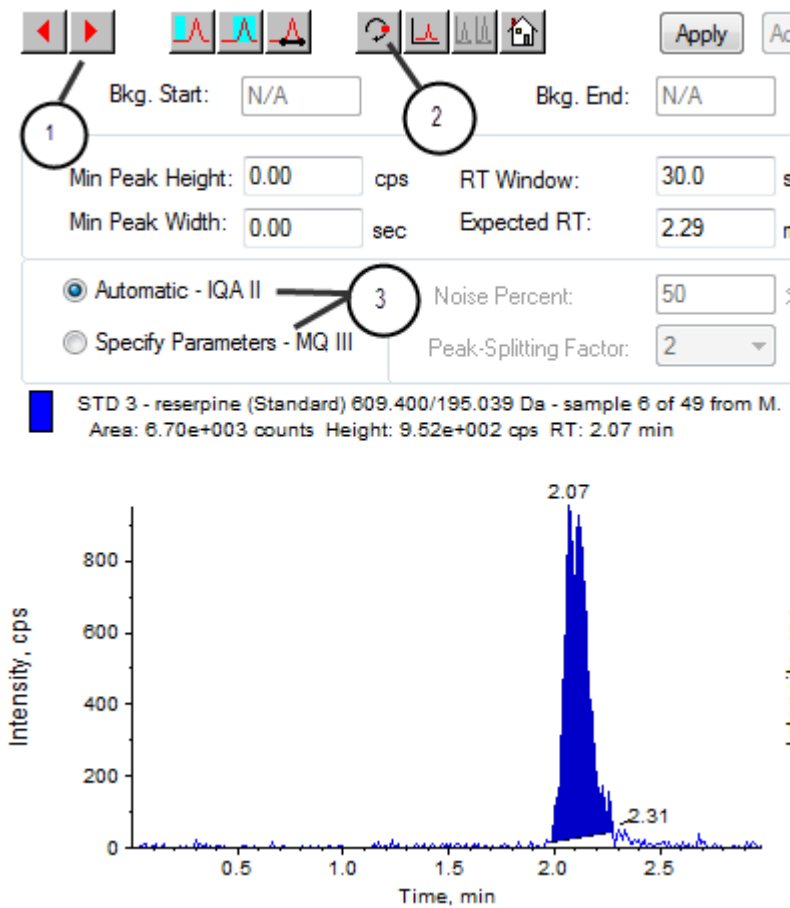 Apply Ad
Bkg. Start: N/A Bkg. End: N/A
1 2
Min Peak Height: 0.00 cps RT Window: 30.0 s
Min Peak Width: 0.00 sec Expected RT: 2.29
Automatic - IQA II 3 Noise Percent: 50
Specify Parameters - MQ III Peak-Splitting Factor: 2
STD 3 - reserpine (Standard) 609.400/195.039 Da - sample 6 of 49 from M.
Area: 6.70e+003 counts Height: 9.52e+002 cps RT: 2.07 min
2.07
800
600
400
200
0
2.31
Intensity, cps
0.5 1.0 1.5 2.0 2.5
Time, min